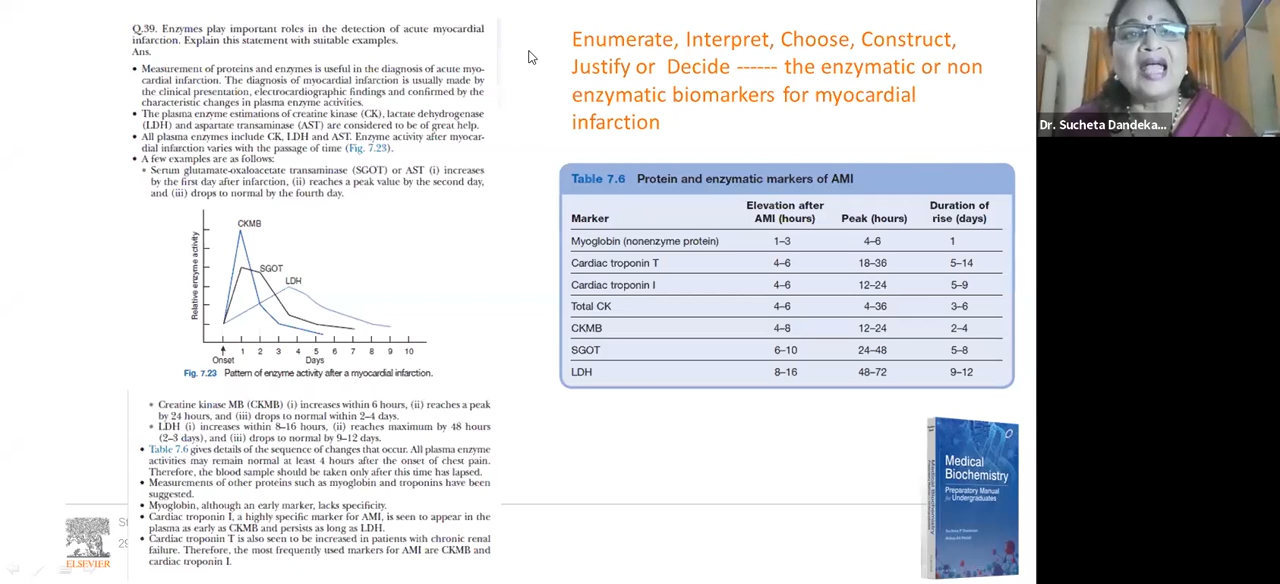 Q.39. Enzymes play important roles in the detection of acute myocardial
infarction. Explain this statement with suitable examples.
Ans.
• Measurement of proteins and enzymes is useful in the diagnosis of acute myo-
cardial infarction. The diagnosis of myocardial infarction is usually made by
the clinical presentation, electrocardiographic findings and confirmed by the
characteristic changes in plasma enzyme activities.
• The plasma enzyme estimations of creatine kinase (CK), lactate dehydrogenase
(LDH) and aspartate transaminase (AST) are considered to be of great help.
• All plasma enzymes include CK, LDH and AST. Enzyme activity after myocar-
dial infarction varies with the passage of time (Fig. 7.23).
• A few examples are as follows:
• Serum glutamate-oxaloacetate transaminase (SGOT) or AST (i) increases
by the first day after infarction, (ii) reaches a peak value by the second day,
and (iii) drops to normal by the fourth day.
CKMB
SGOT
LDH
Relative enzyme activity
1 2 3 4 5 6 7 8 9 10
Onset
Days
Fig. 7.23 Pattern of enzyme activity after a myocardial infarction.
• Creatine kinase MB (CKMB) (i) increases within 6 hours, (ii) reaches a peak
by 24 hours, and (iii) drops to normal within 2–4 days.
• LDH (i) increases within 8–16 hours, (ii) reaches maximum by 48 hours
(2–3 days), and (iii) drops to normal by 9–12 days.
• Table 7.6 gives details of the sequence of changes that occur. All plasma enzyme
activities may remain normal at least 4 hours after the onset of chest pain.
Therefore, the blood sample should be taken only after this time has lapsed.
• Measurements of other proteins such as myoglobin and troponins have been
suggested.
• Myoglobin, although an early marker, lacks specificity.
• Cardiac troponin I, a highly specific marker for AMI, is seen to appear in the
plasma as early as CKMB and persists as long as LDH.
• Cardiac troponin T is also seen to be increased in patients with chronic renal
failure. Therefore, the most frequently used markers for AMI are CKMB and
cardiac troponin I.
ELSEVIER
Enumerate, Interpret, Choose, Construct,
Justify or Decide ------ the enzymatic or non
enzymatic biomarkers for myocardial
infarction
Table 7.6 Protein and enzymatic markers of AMI
Marker Elevation after AMI (hours) Peak (hours) Duration of rise (days)
Myoglobin (nonenzyme protein) 1–3 4–6 1
Cardiac troponin T 4–6 18–36 5–14
Cardiac troponin I 4–6 12–24 5–9
Total CK 4–6 4–36 3–6
CKMB 4–8 12–24 2–4
SGOT 6–10 24–48 5–8
LDH 8–16 48–72 9–12
Medical
Biochemistry
Preparatory Manual
for Undergraduates
Dr. Sucheta Dandeka...